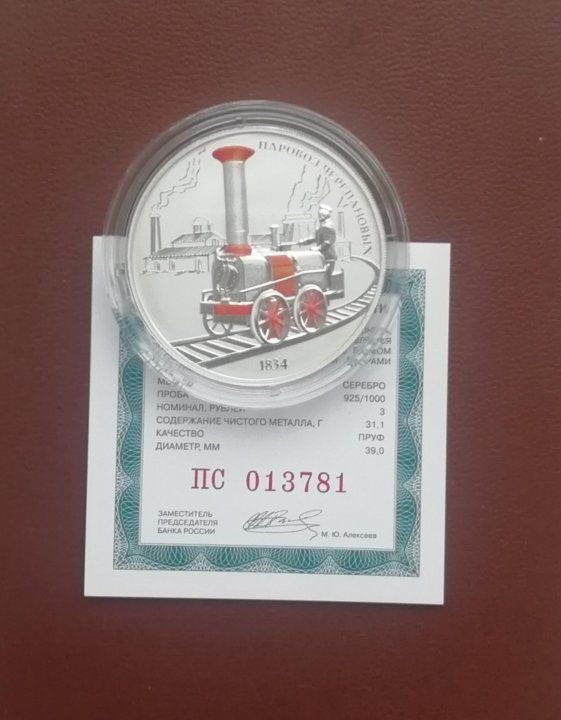 ПАРОВОЗ ЧЕРЕПАНОВЫХ
1834
СЕРЕБРО
ПРОБА 925/1000
НОМИНАЛ, РУБЛЕЙ 3
СОДЕРЖАНИЕ ЧИСТОГО МЕТАЛЛА, Г 31,1
КАЧЕСТВО ПРУФ
ДИАМЕТР, ММ 39,0
ПС 013781
ЗАМЕСТИТЕЛЬ
ПРЕДСЕДАТЕЛЯ
БАНКА РОССИИ
М. Ю. Алексеев